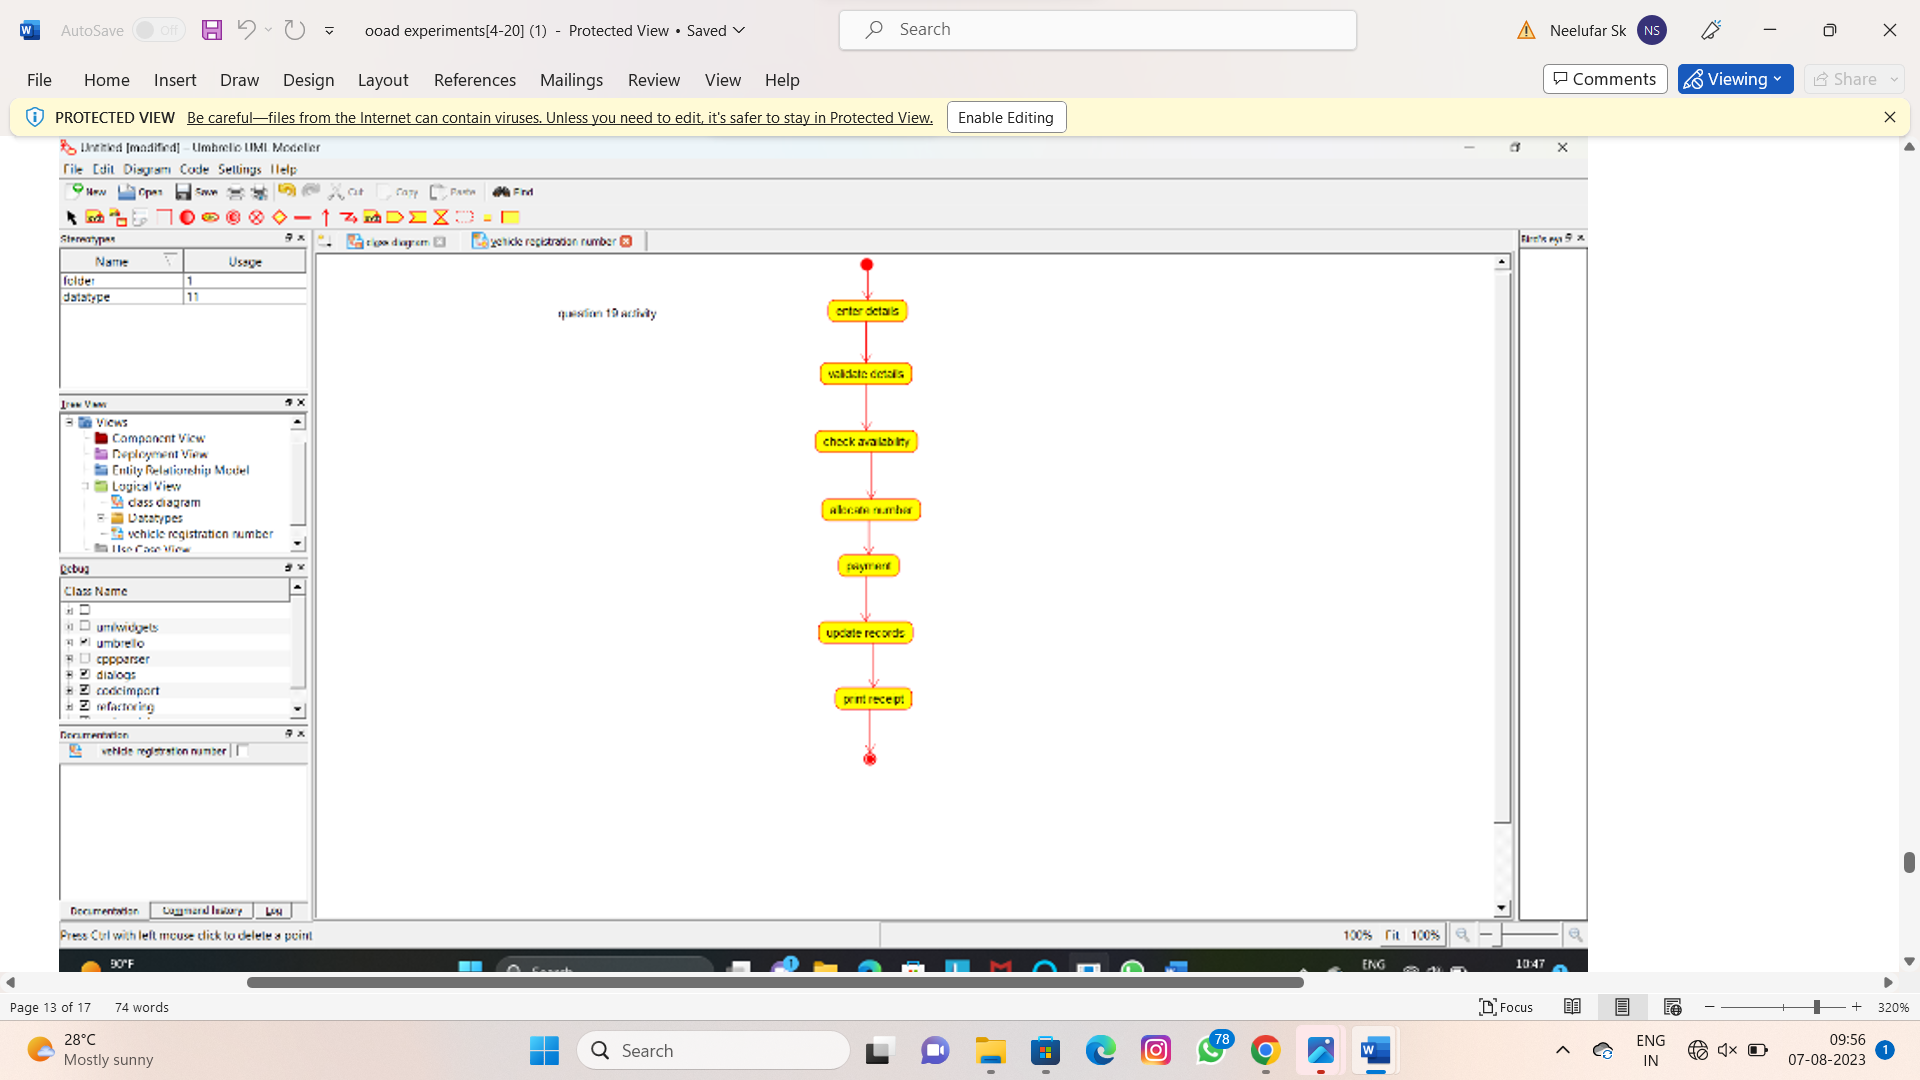 AutoSave Off ooad experiments[4-20] (1) - Protected View • Saved Search Neelufar Sk NS
File Home Insert Draw Design Layout References Mailings Review View Help Comments Viewing Share
PROTECTED VIEW Be careful—files from the Internet can contain viruses. Unless you need to edit, it's safer to stay in Protected View. Enable Editing
Untitled [modified] - Umbrello UML Modeller
File Edit Diagram Code Settings Help
New Open Save Cut Copy Paste Find
Stereotypes class diagram vehicle registration number Bird's eye
Name Usage
folder 1
datatype 11
question 19 activity
enter details
validate details
check availability
allocate number
payment
update records
print receipt
Tree View
Views
Component View
Deployment View
Entity Relationship Model
Logical View
class diagram
Datatypes
vehicle registration number
Use Case View
Debug
Class Name
umlwidgets
umbrello
cppparser
dialogs
codeimport
refactoring
Documentation
vehicle registration number
Documentation Command history Log
Press Ctrl with left mouse click to delete a point 100% Fit 100%
90°F Search 1 ENG 10:47
Page 13 of 17 74 words Focus 320%
28°C
Mostly sunny
Search 78 ENG
IN
09:56
07-08-2023 1